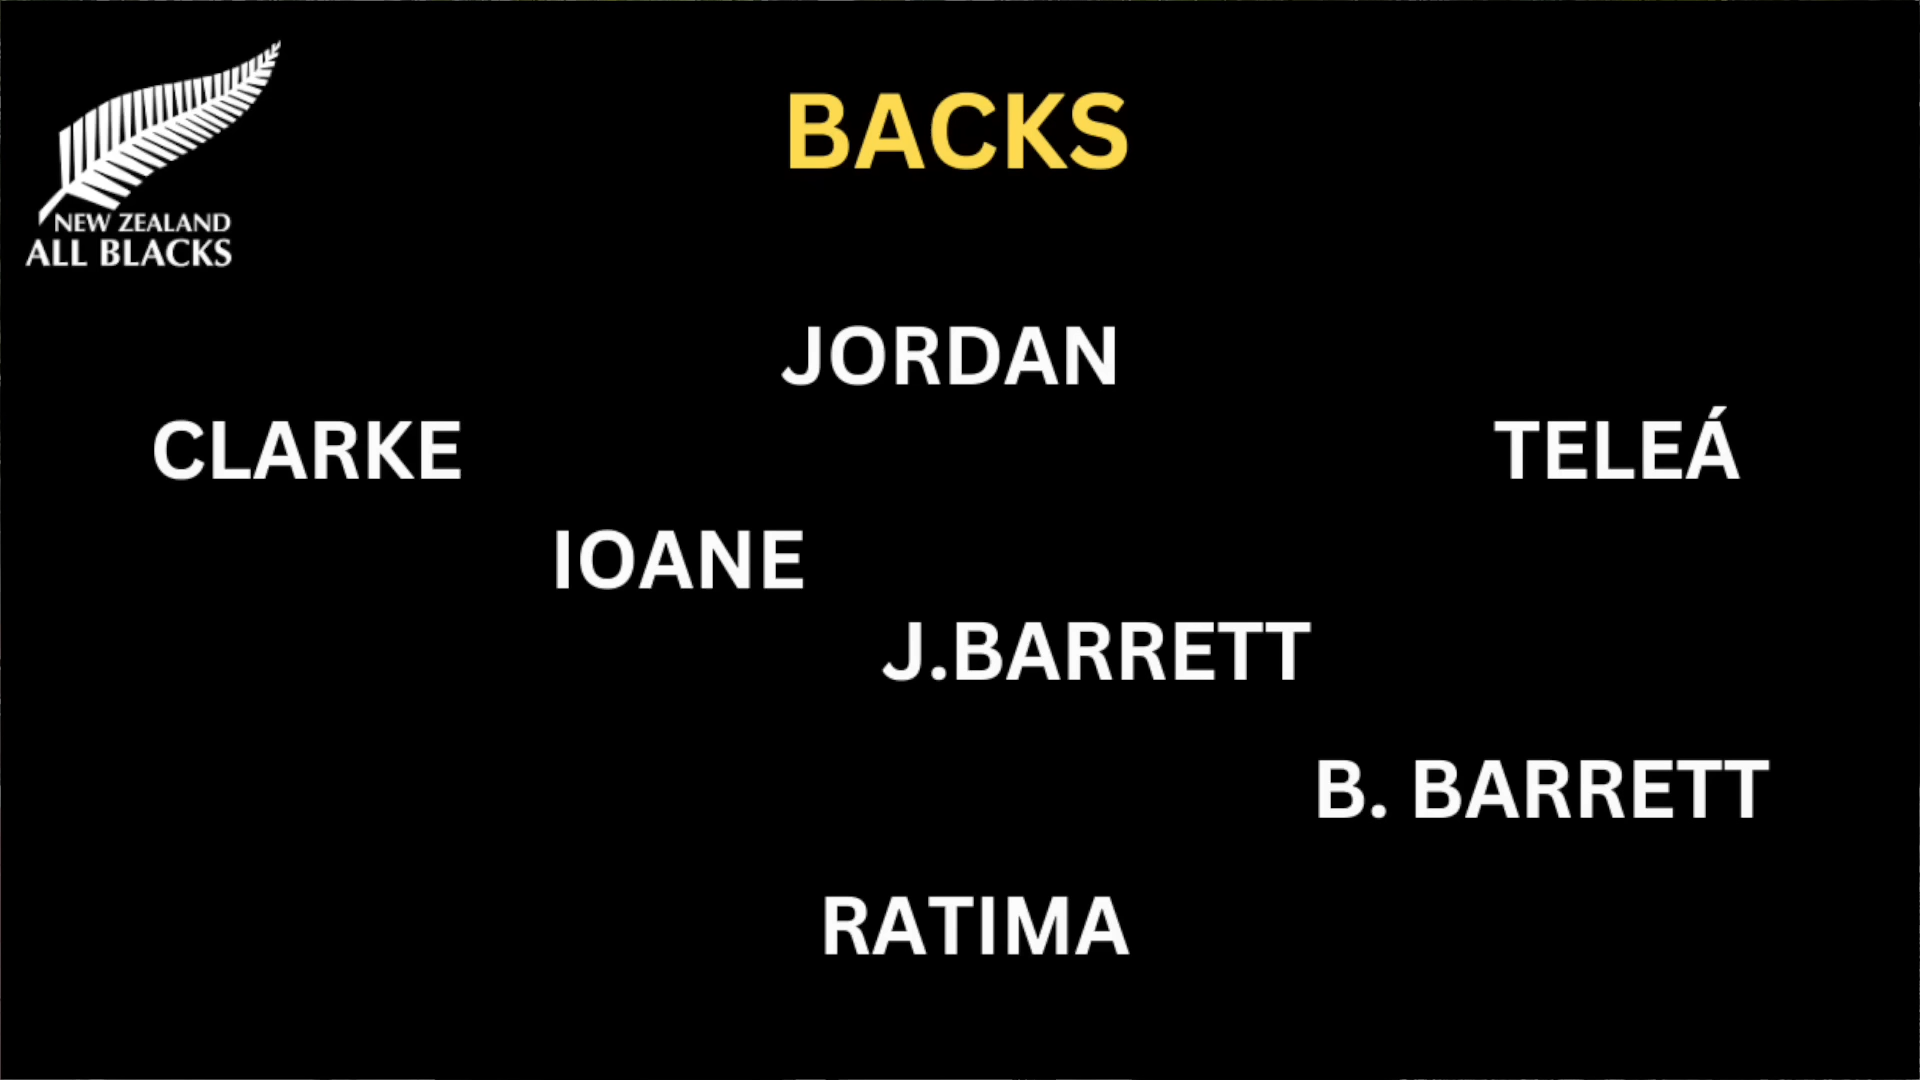 NEW ZEALAND
ALL BLACKS
BACKS
JORDAN
CLARKE
TELEÁ
IOANE
J.BARRETT
B. BARRETT
RATIMA